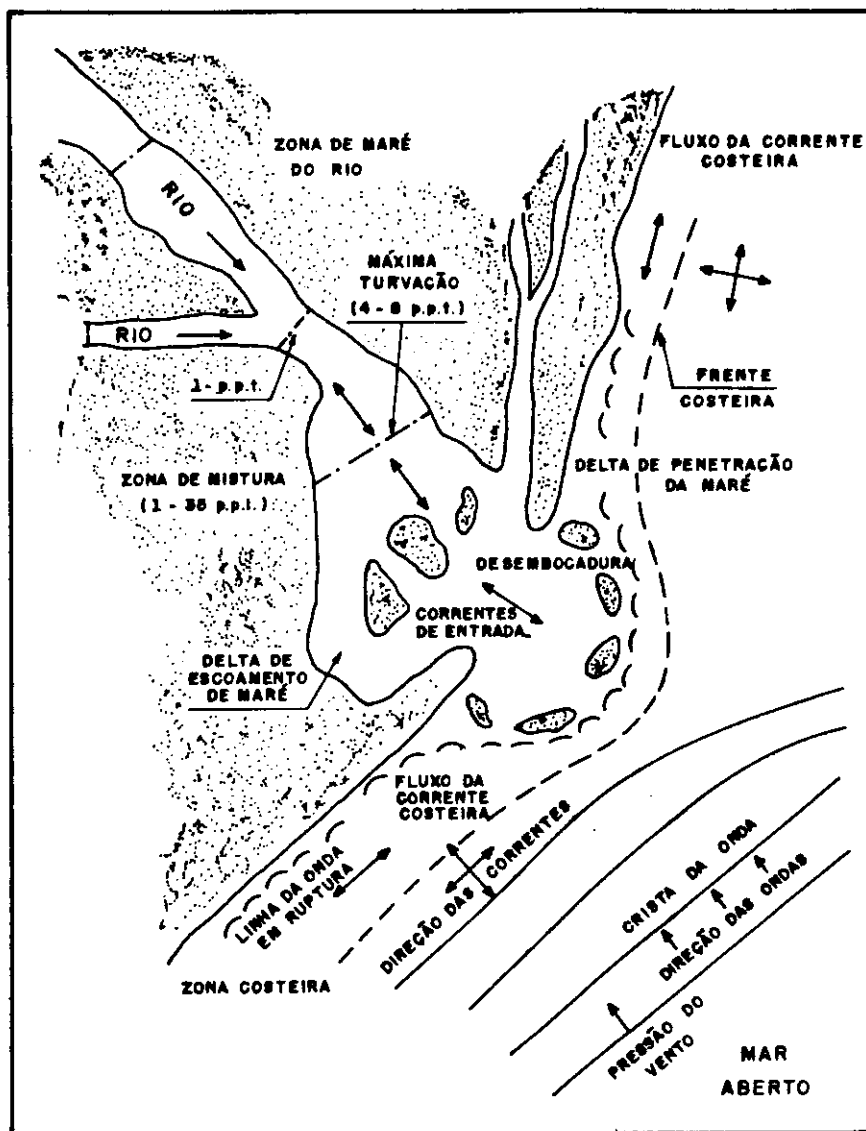 ZONA DE MARÉ
DO RIO
FLUXO DA CORRENTE
COSTEIRA
RIO
MÁXIMA
TURVAÇÃO
(4 - 8 p.p.t.)
RIO
1 - p.p.t.
FRENTE
COSTEIRA
ZONA DE MISTURA
(1 - 35 p.p.t.)
DELTA DE PENETRAÇÃO
DA MARÉ
DESEMBOCADURA
CORRENTES
DE ENTRADA
DELTA DE
ESCOAMENTO
DE MARÉ
FLUXO DA
CORRENTE
COSTEIRA
LINHA DA ONDA
EM RUPTURA
DIREÇÃO DAS CORRENTES
CRISTA DA ONDA
DIREÇÃO DAS ONDAS
ZONA COSTEIRA
PRESSÃO DO
VENTO
MAR
ABERTO